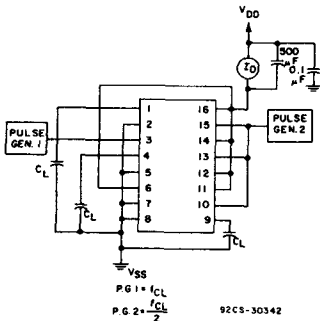 VDD
ID
500 μF
0.1 μF
1 16
2 15
3 14
4 13
5 12
6 11
7 10
8 9
PULSE GEN. 1
PULSE GEN. 2
CL
CL
CL
VSS
P.G. 1 = fCL
P.G. 2 = fCL/2
92CS-30342